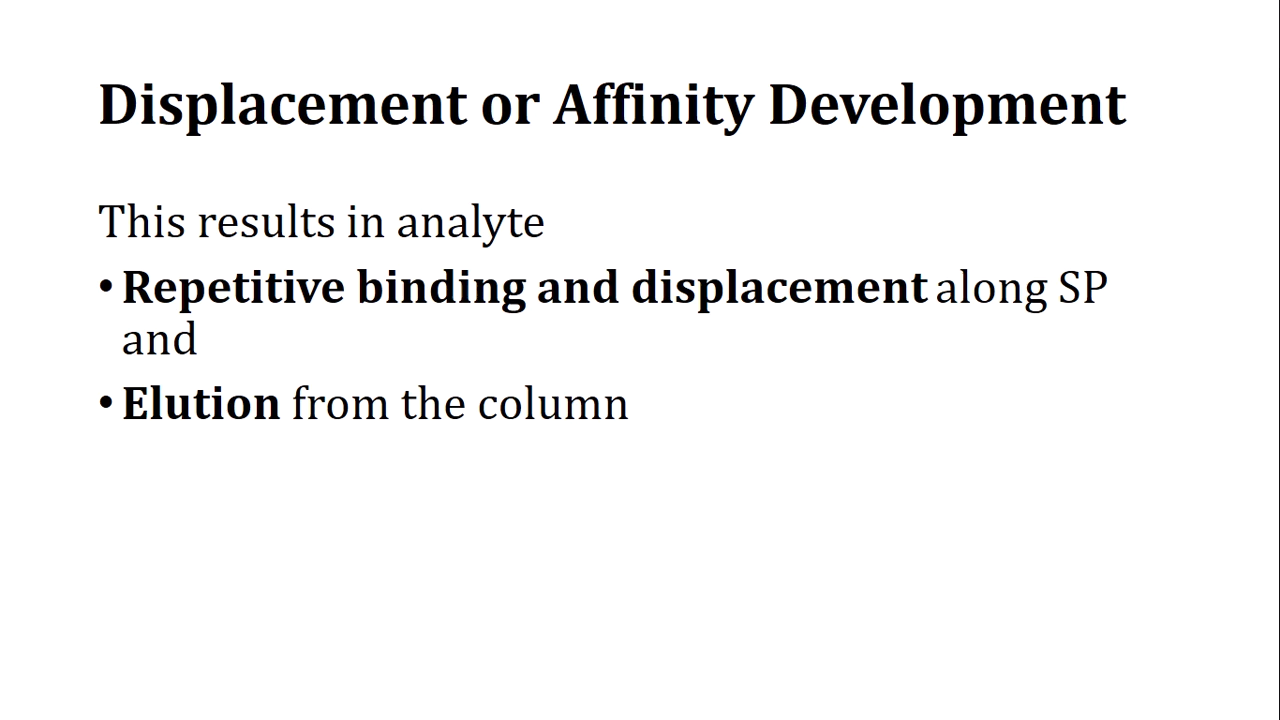 Displacement or Affinity Development
This results in analyte
• Repetitive binding and displacement along SP
and
• Elution from the column